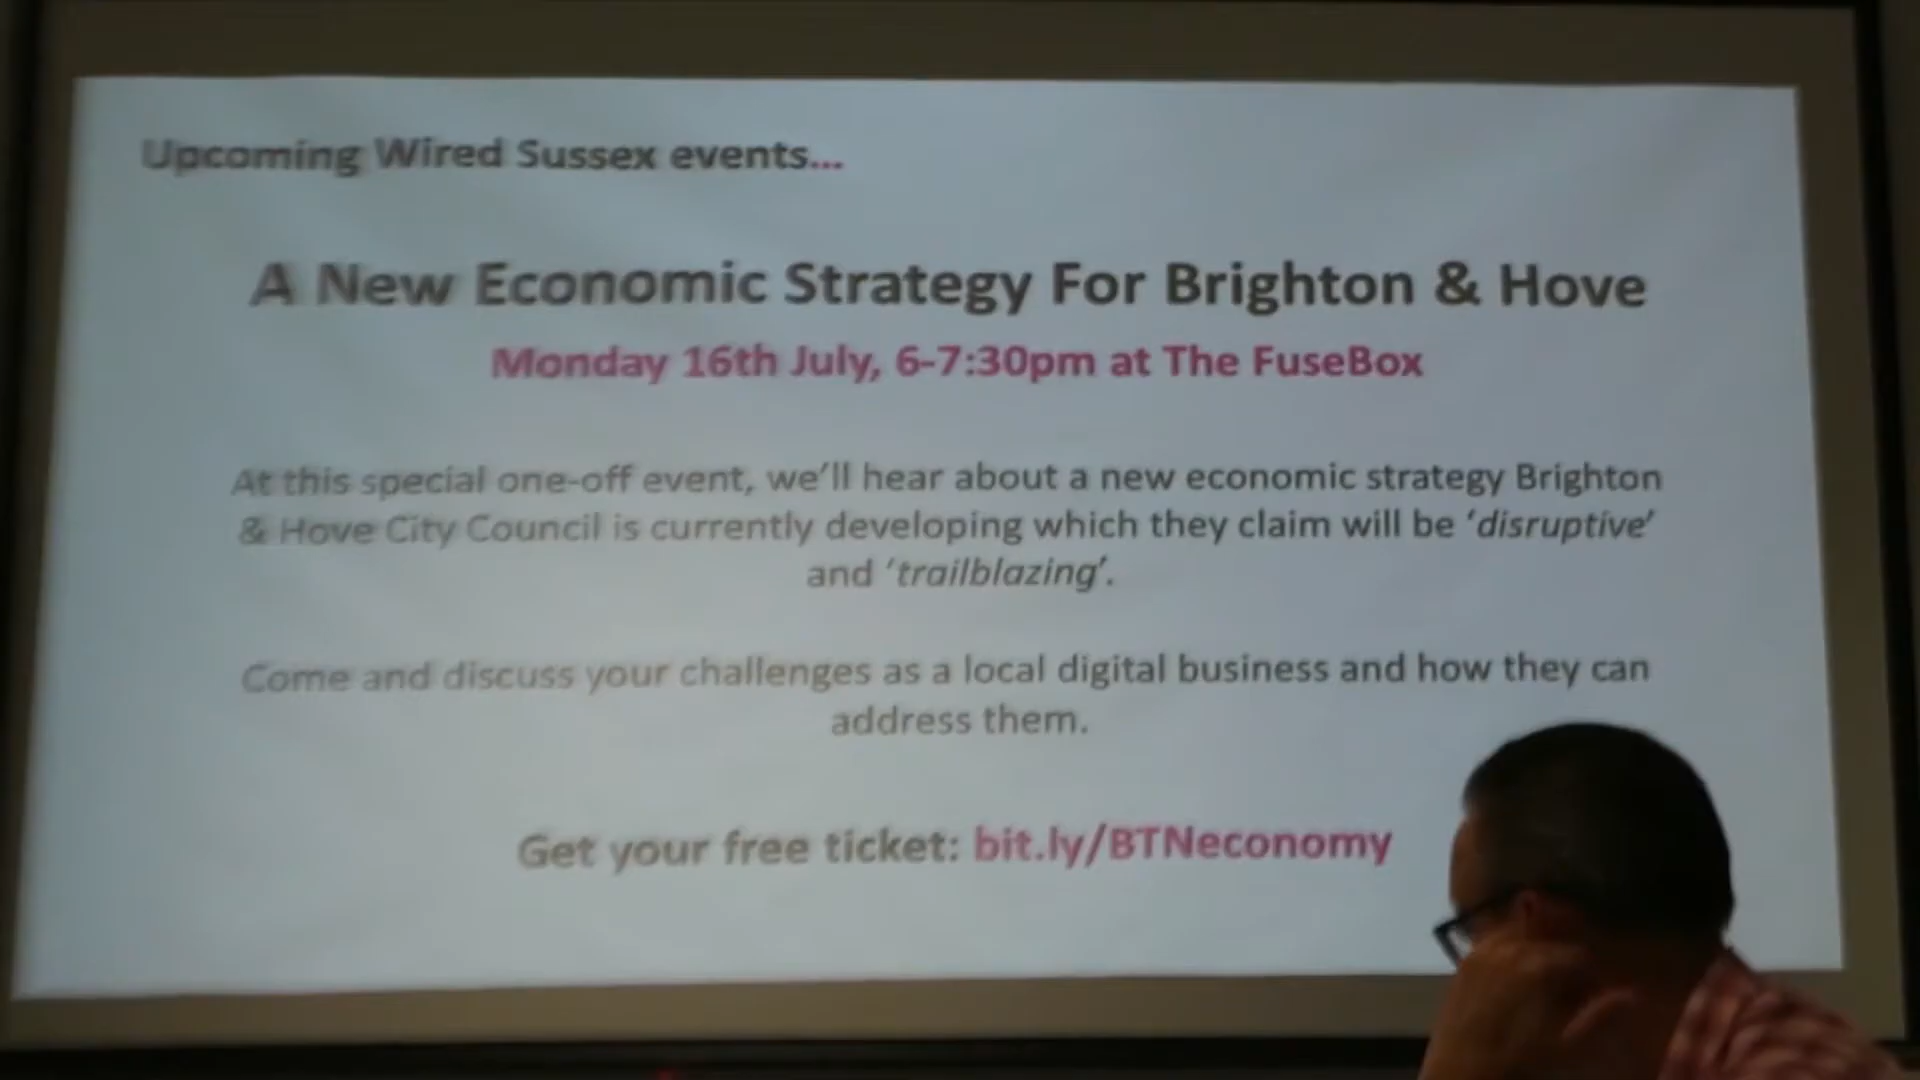 Upcoming Wired Sussex events...
A New Economic Strategy For Brighton & Hove
Monday 16th July, 6-7:30pm at The FuseBox
At this special one-off event, we'll hear about a new economic strategy Brighton
& Hove City Council is currently developing which they claim will be 'disruptive'
and 'trailblazing'.
Come and discuss your challenges as a local digital business and how they can
address them.
Get your free ticket: bit.ly/BTNeconomy